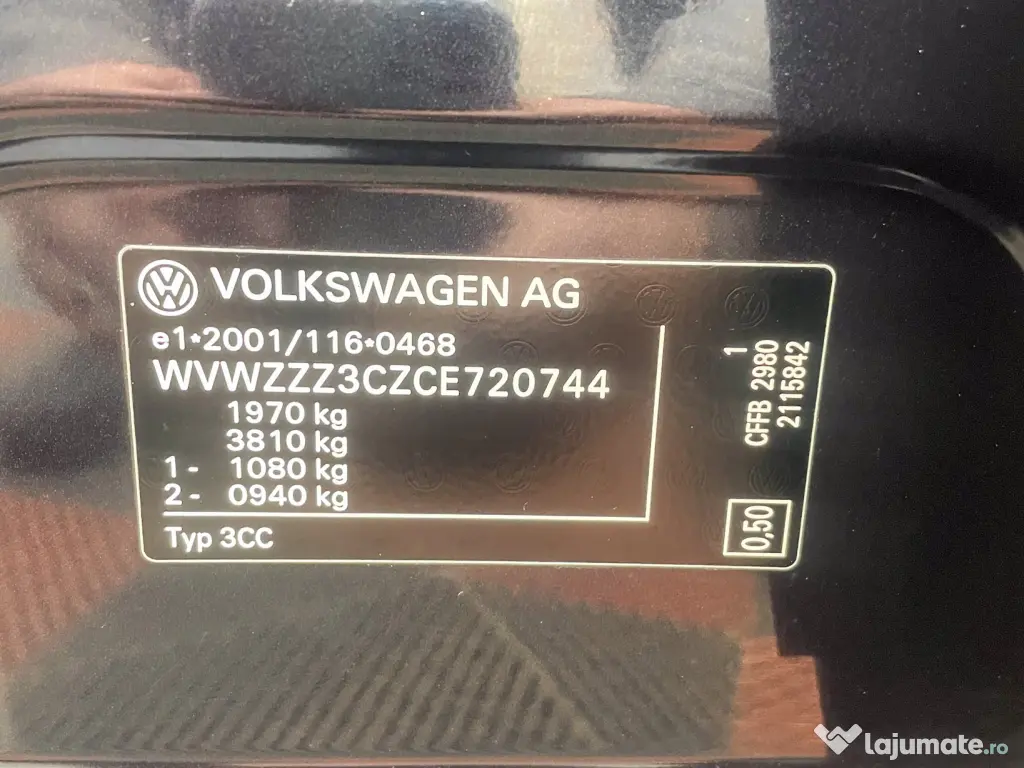 VOLKSWAGEN AG
e1*2001/116*0468
WVWZZZ3CZCE720744
1970 kg
3810 kg
1 - 1080 kg
2 - 0940 kg
Typ 3CC
1
CFFB 2980
2115842
0,50
lajumate.ro